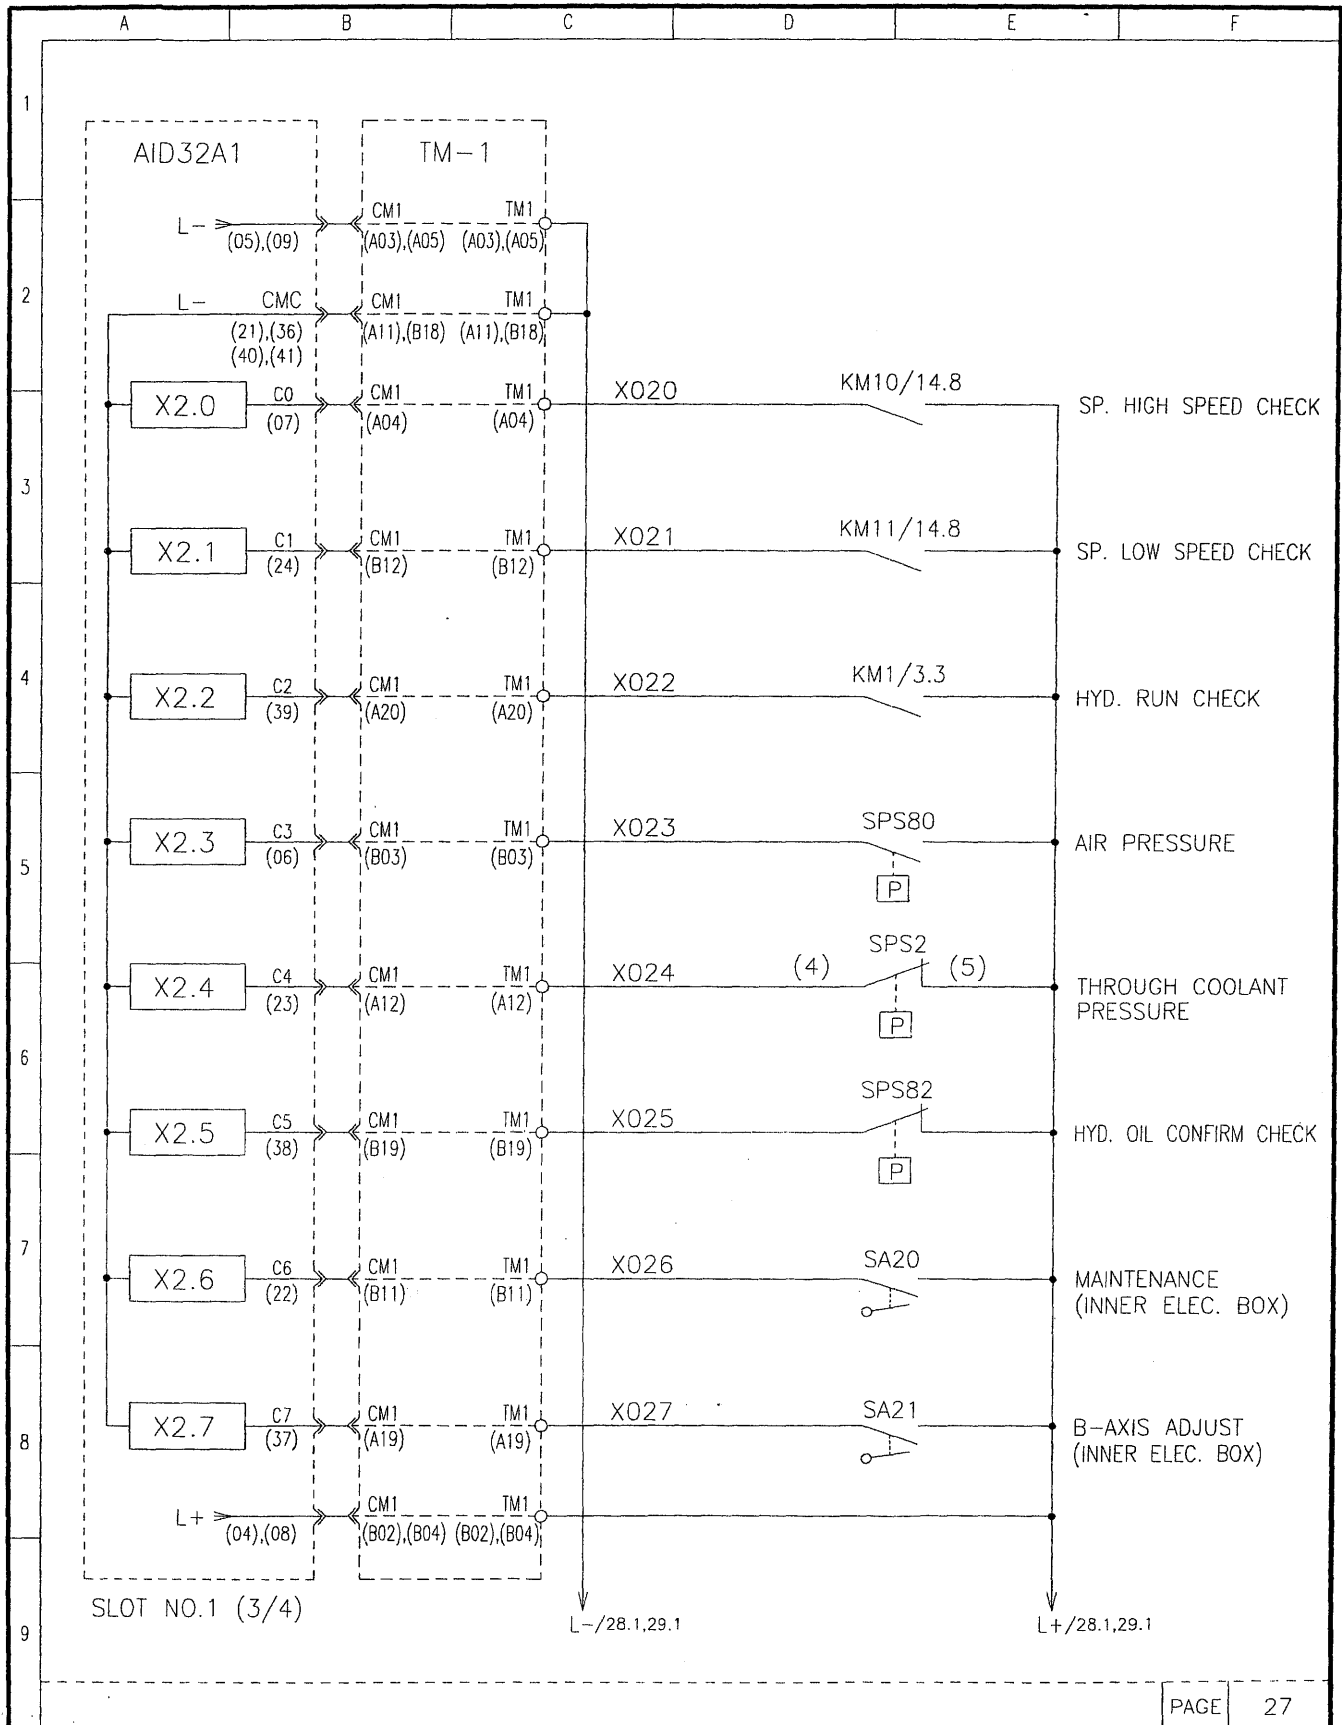 A B C D E F
1
AID32A1 TM-1
L- CM1 TM1
(05),(09) (A03),(A05) (A03),(A05)
2
L- CMC CM1 TM1
(21),(36) (A11),(B18) (A11),(B18)
(40),(41)
X2.0 C0 CM1 TM1 X020 KM10/14.8 SP. HIGH SPEED CHECK
(07) (A04) (A04)
3
X2.1 C1 CM1 TM1 X021 KM11/14.8 SP. LOW SPEED CHECK
(24) (B12) (B12)
4
X2.2 C2 CM1 TM1 X022 KM1/3.3 HYD. RUN CHECK
(39) (A20) (A20)
X2.3 C3 CM1 TM1 X023 SPS80 AIR PRESSURE
(06) (B03) (B03)
5
P
X2.4 C4 CM1 TM1 X024 (4) SPS2 (5) THROUGH COOLANT
(23) (A12) (A12) PRESSURE
P
6
X2.5 C5 CM1 TM1 X025 SPS82 HYD. OIL CONFIRM CHECK
(38) (B19) (B19)
P
7
X2.6 C6 CM1 TM1 X026 SA20 MAINTENANCE
(22) (B11) (B11) (INNER ELEC. BOX)
X2.7 C7 CM1 TM1 X027 SA21 B-AXIS ADJUST
8
(37) (A19) (A19) (INNER ELEC. BOX)
L+ CM1 TM1
(04),(08) (B02),(B04) (B02),(B04)
SLOT NO.1 (3/4)
9
L-/28.1,29.1 L+/28.1,29.1
PAGE 27